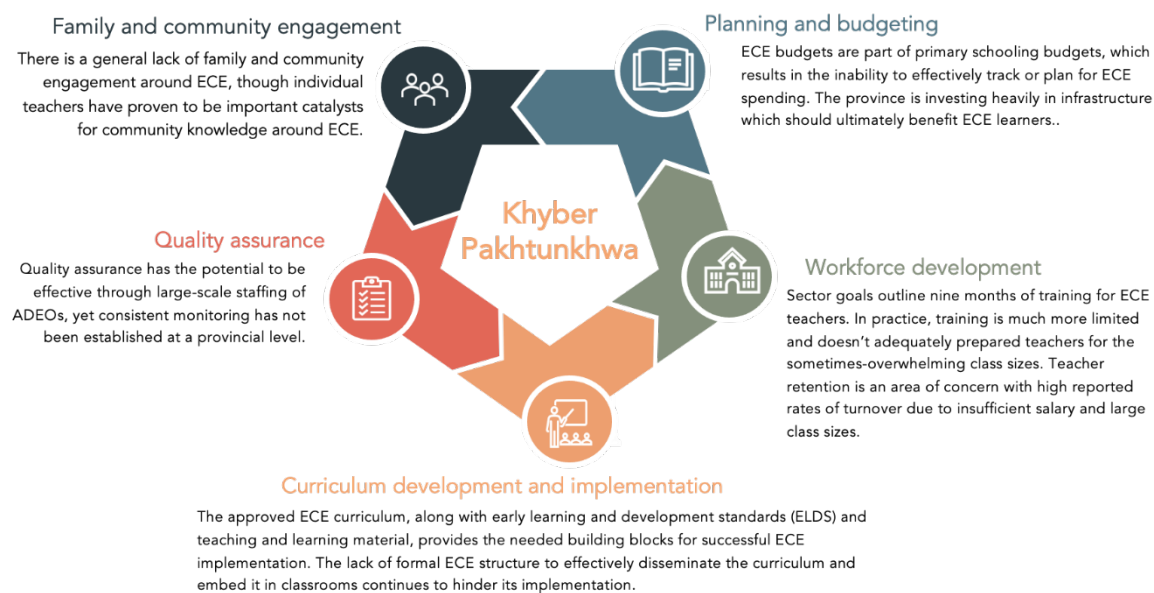 Family and community engagement
There is a general lack of family and community
engagement around ECE, though individual
teachers have proven to be important catalysts
for community knowledge around ECE.
Planning and budgeting
ECE budgets are part of primary schooling budgets, which
results in the inability to effectively track or plan for ECE
spending. The province is investing heavily in infrastructure
which should ultimately benefit ECE learners..
Khyber
Pakhtunkhwa
Quality assurance
Quality assurance has the potential to be
effective through large-scale staffing of
ADEOs, yet consistent monitoring has not
been established at a provincial level.
Workforce development
Sector goals outline nine months of training for ECE
teachers. In practice, training is much more limited
and doesn't adequately prepared teachers for the
sometimes-overwhelming class sizes. Teacher
retention is an area of concern with high reported
rates of turnover due to insufficient salary and large
class sizes.
Curriculum development and implementation
The approved ECE curriculum, along with early learning and development standards (ELDS) and
teaching and learning material, provides the needed building blocks for successful ECE
implementation. The lack of formal ECE structure to effectively disseminate the curriculum and
embed it in classrooms continues to hinder its implementation.